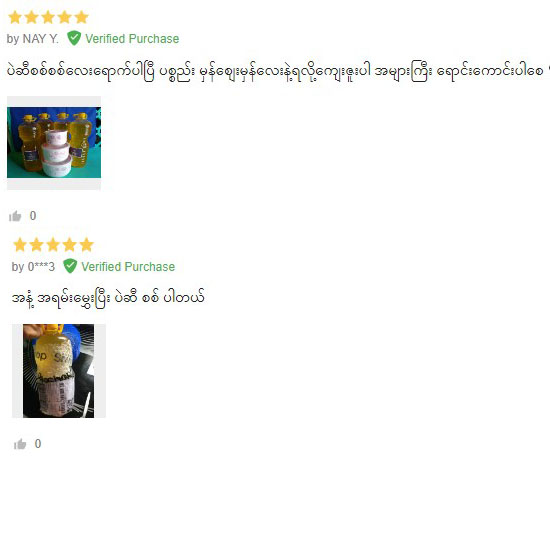 by NAY Y. Verified Purchase
ပဲဆီစစ်စစ်လေးရောက်ပါပြီ ပစ္စည်း မှန်ဈေးမှန်လေးနဲ့ရလို့ကျေးဇူးပါ အများကြီး ရောင်းကောင်းပါစေ
0
by 0***3 Verified Purchase
အနံ့ အရမ်းမွှေးပြီး ပဲဆီ စစ် ပါတယ်
0